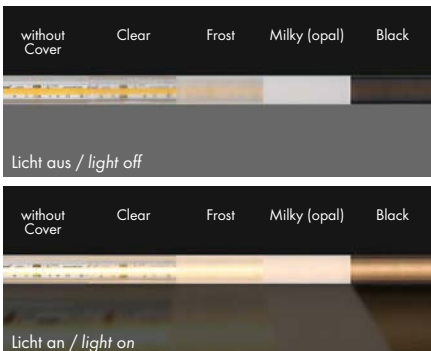 without Cover Clear Frost Milky (opal) Black
Licht aus / light off
without Cover Clear Frost Milky (opal) Black
Licht an / light on